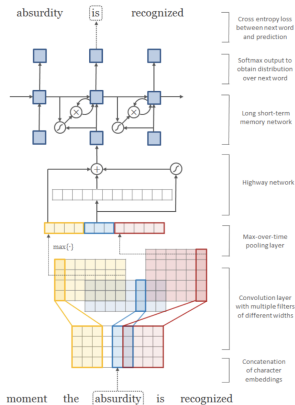 absurdity is recognized
Cross entropy loss
between next word
and prediction
Softmax output to
obtain distribution
over next word
Long short-term
memory network
Highway network
Max-over-time
pooling layer
max{·}
Convolution layer
with multiple filters
of different widths
Concatenation
of character
embeddings
moment the absurdity is recognized